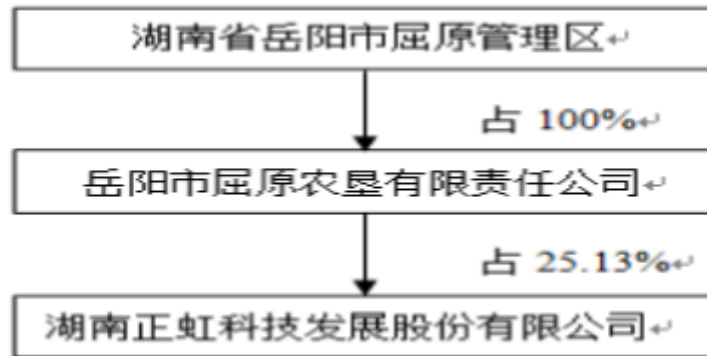 湖南省岳阳市屈原管理区
占 100%
岳阳市屈原农垦有限责任公司
占 25.13%
湖南正虹科技发展股份有限公司